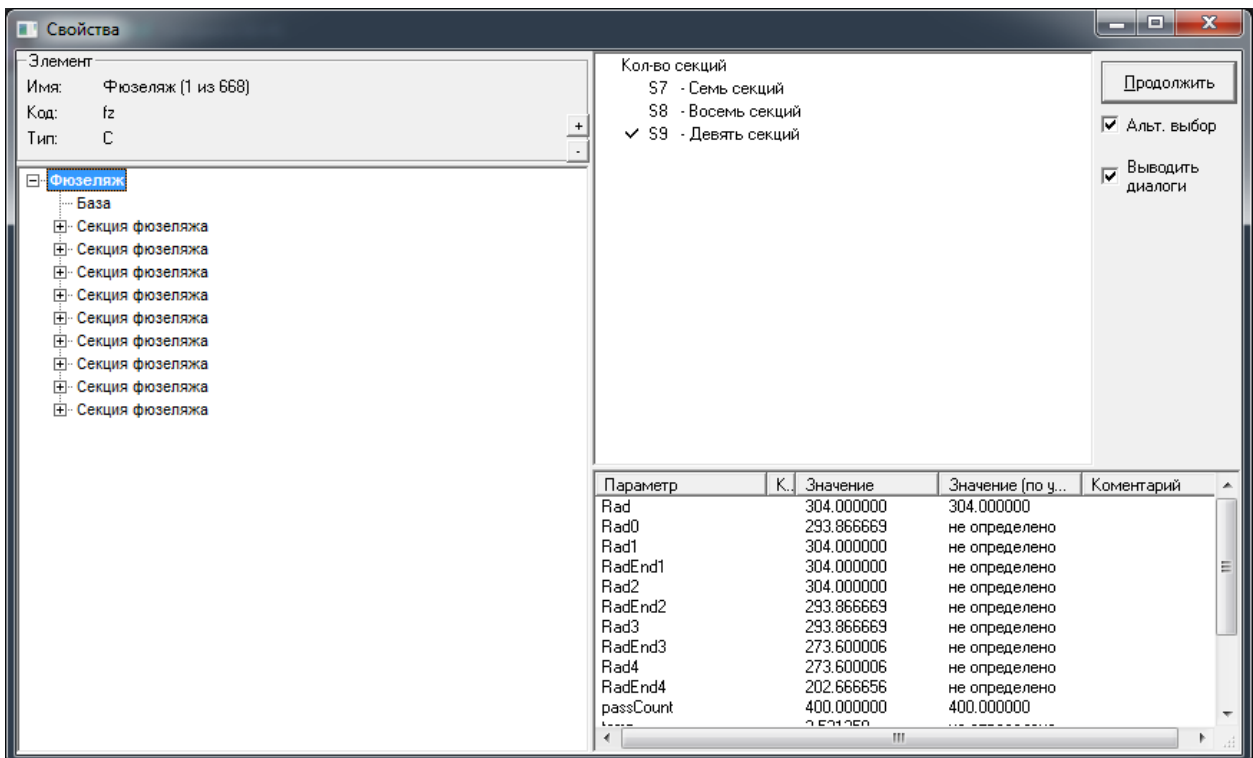 Свойства
Элемент
Имя: Фюзеляж (1 из 668)
Код: fz
Тип: С
+
-
Фюзеляж
База
Секция фюзеляжа
Секция фюзеляжа
Секция фюзеляжа
Секция фюзеляжа
Секция фюзеляжа
Секция фюзеляжа
Секция фюзеляжа
Секция фюзеляжа
Секция фюзеляжа
Кол-во секций
S7 - Семь секций
S8 - Восемь секций
S9 - Девять секций
Продолжить
Альт. выбор
Выводить
диалоги
Параметр К.. Значение Значение (по у... Коментарий
Rad 304.000000 304.000000
Rad0 293.866669 не определено
Rad1 304.000000 не определено
RadEnd1 304.000000 не определено
Rad2 304.000000 не определено
RadEnd2 293.866669 не определено
Rad3 293.866669 не определено
RadEnd3 273.600006 не определено
Rad4 273.600006 не определено
RadEnd4 202.666656 не определено
passCount 400.000000 400.000000